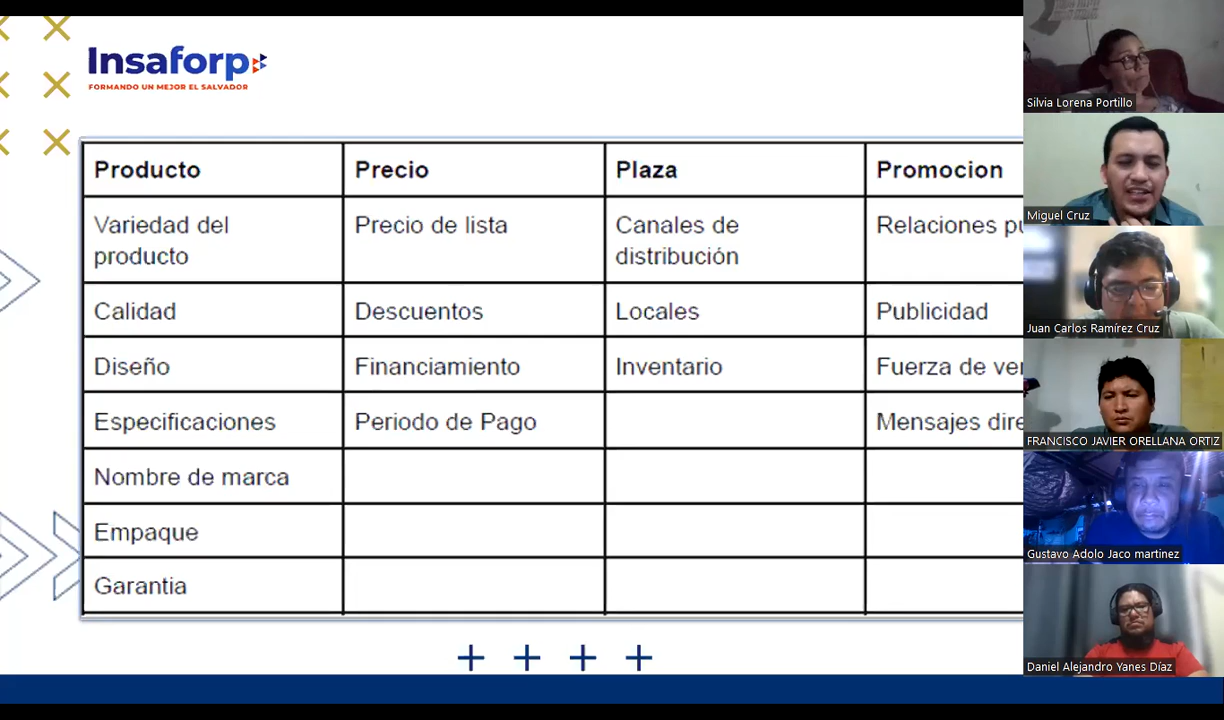 Insaforp
FORMANDO UN MEJOR EL SALVADOR
Producto
Precio
Plaza
Promocion
Variedad del
producto
Precio de lista
Canales de
distribución
Relaciones
Calidad
Descuentos
Locales
Publicidad
Diseño
Financiamiento
Inventario
Fuerza de
Especificaciones
Periodo de Pago
Mensajes
Nombre de marca
Empaque
Garantia
Silvia Lorena Portillo
Miguel Cruz
Juan Carlos Ramírez Cruz
FRANCISCO JAVIER ORELLANA ORTIZ
Gustavo Adolo Jaco martinez
Daniel Alejandro Yanes Díaz